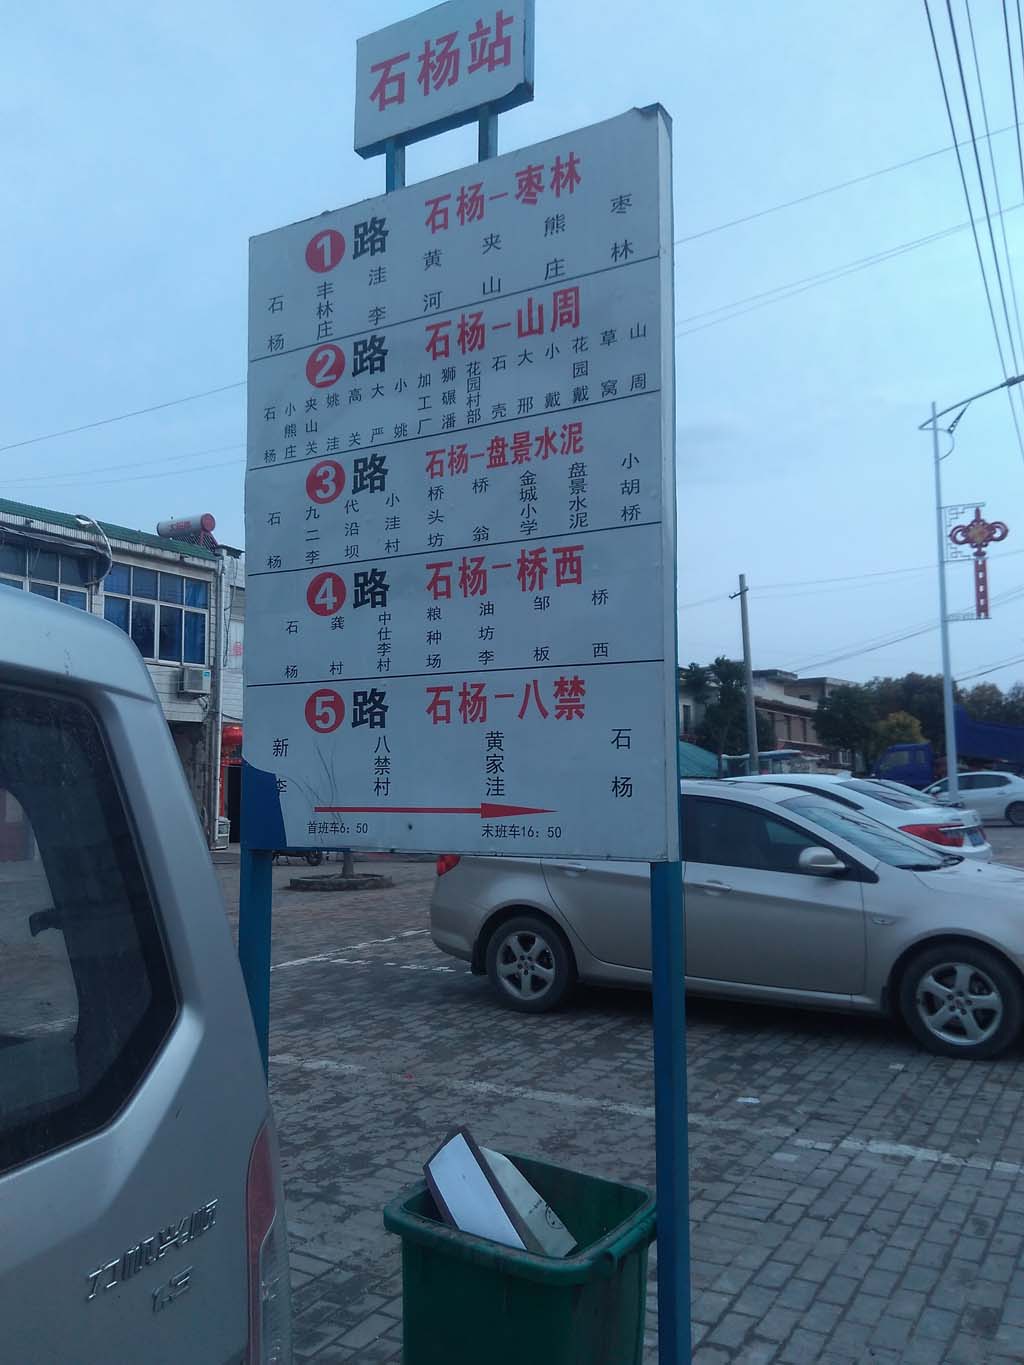 石杨站
1路 石杨－枣林
石杨 丰林庄 洼李 黄河 夹山 熊庄 枣林
2路 石杨－山周
石杨 小熊庄 夹山关 姚洼 高关 大严 小姚 加工厂 狮碾潘 花园村部 石壳 大邢 小戴 花园戴 草窝 山周
3路 石杨－盘景水泥
石杨 九二李 代沿坝 小洼村 桥头坊 桥翁 金城小学 盘景水泥 小胡桥
4路 石杨－桥西
石杨 龚村 中仕李村 粮种场 油坊李 邹板 桥西
5路 石杨－八禁
新李 八禁村 黄家洼 石杨
首班车6：50 末班车16：50
力帆兴顺
1.3